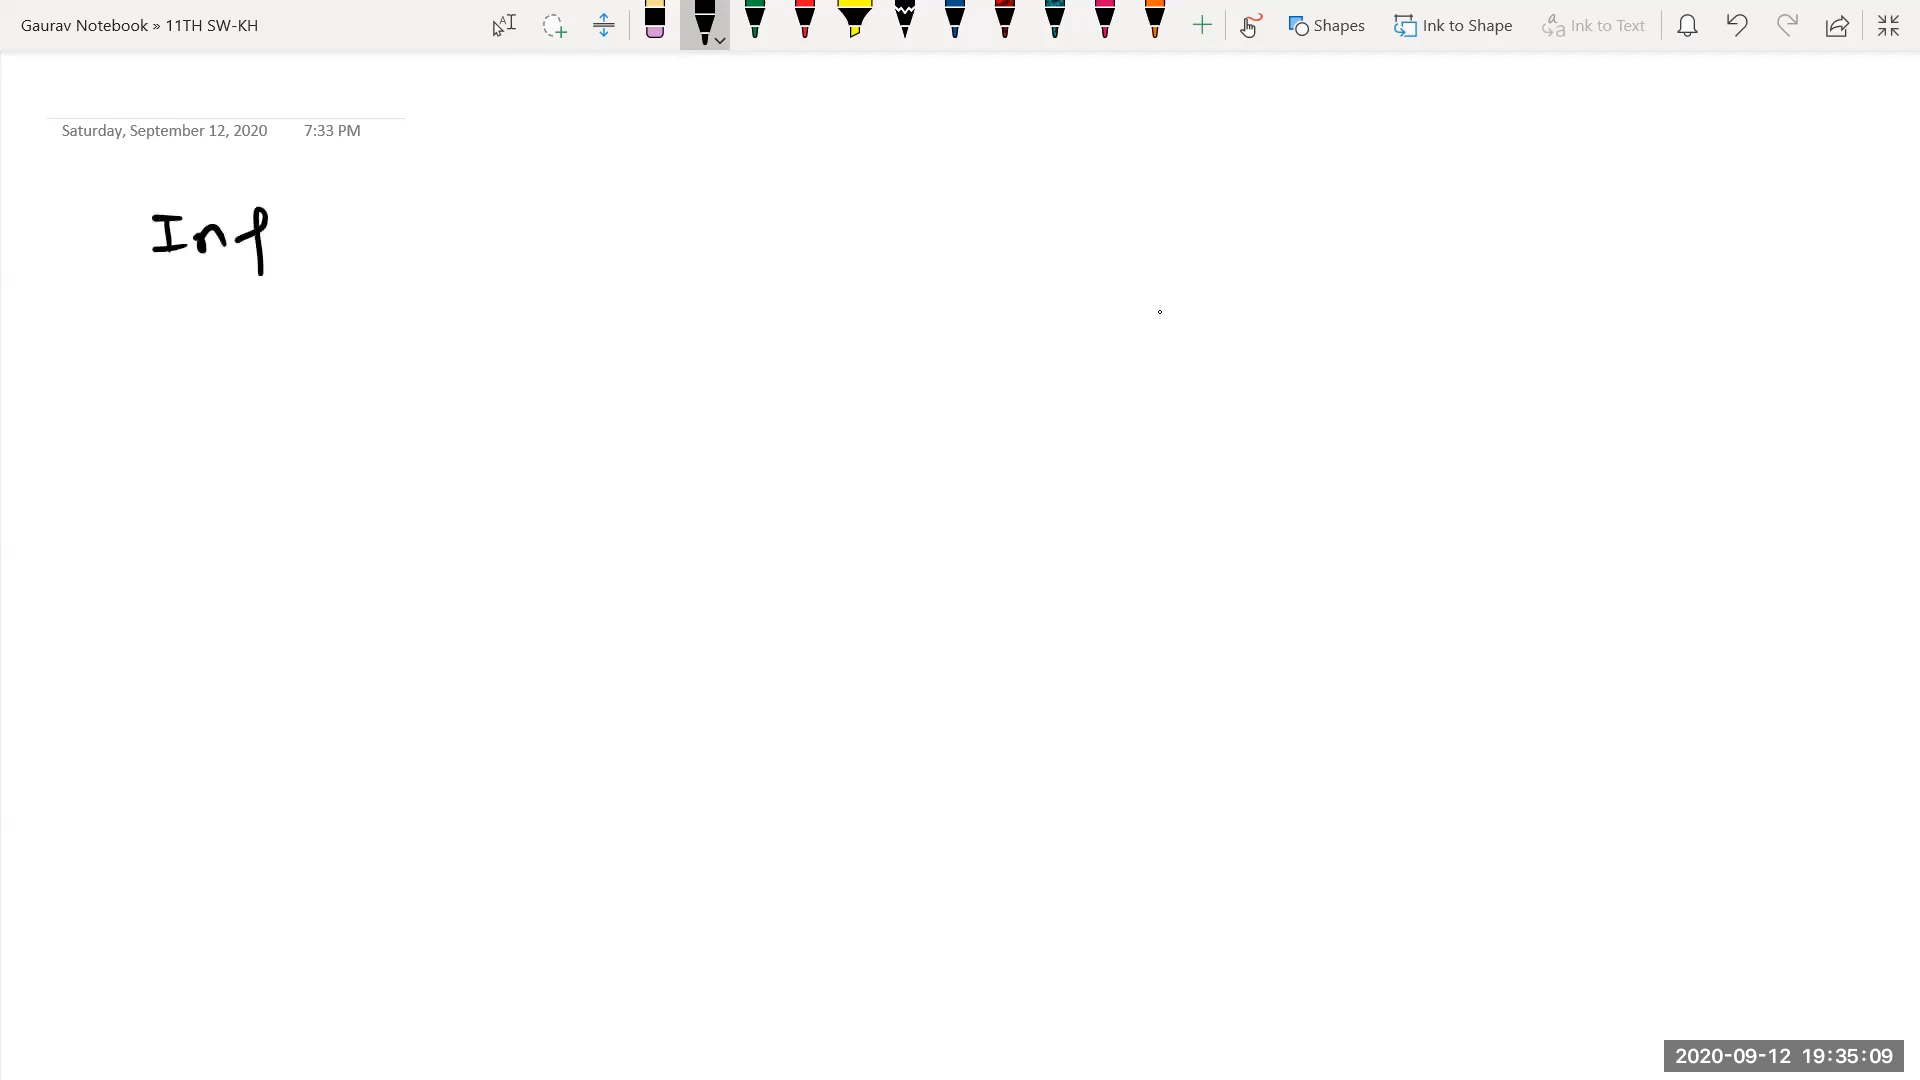 Gaurav Notebook » 11TH SW-KH
Shapes
Ink to Shape
Ink to Text
Saturday, September 12, 2020 7:33 PM
Inf
2020-09-12 19:35:09